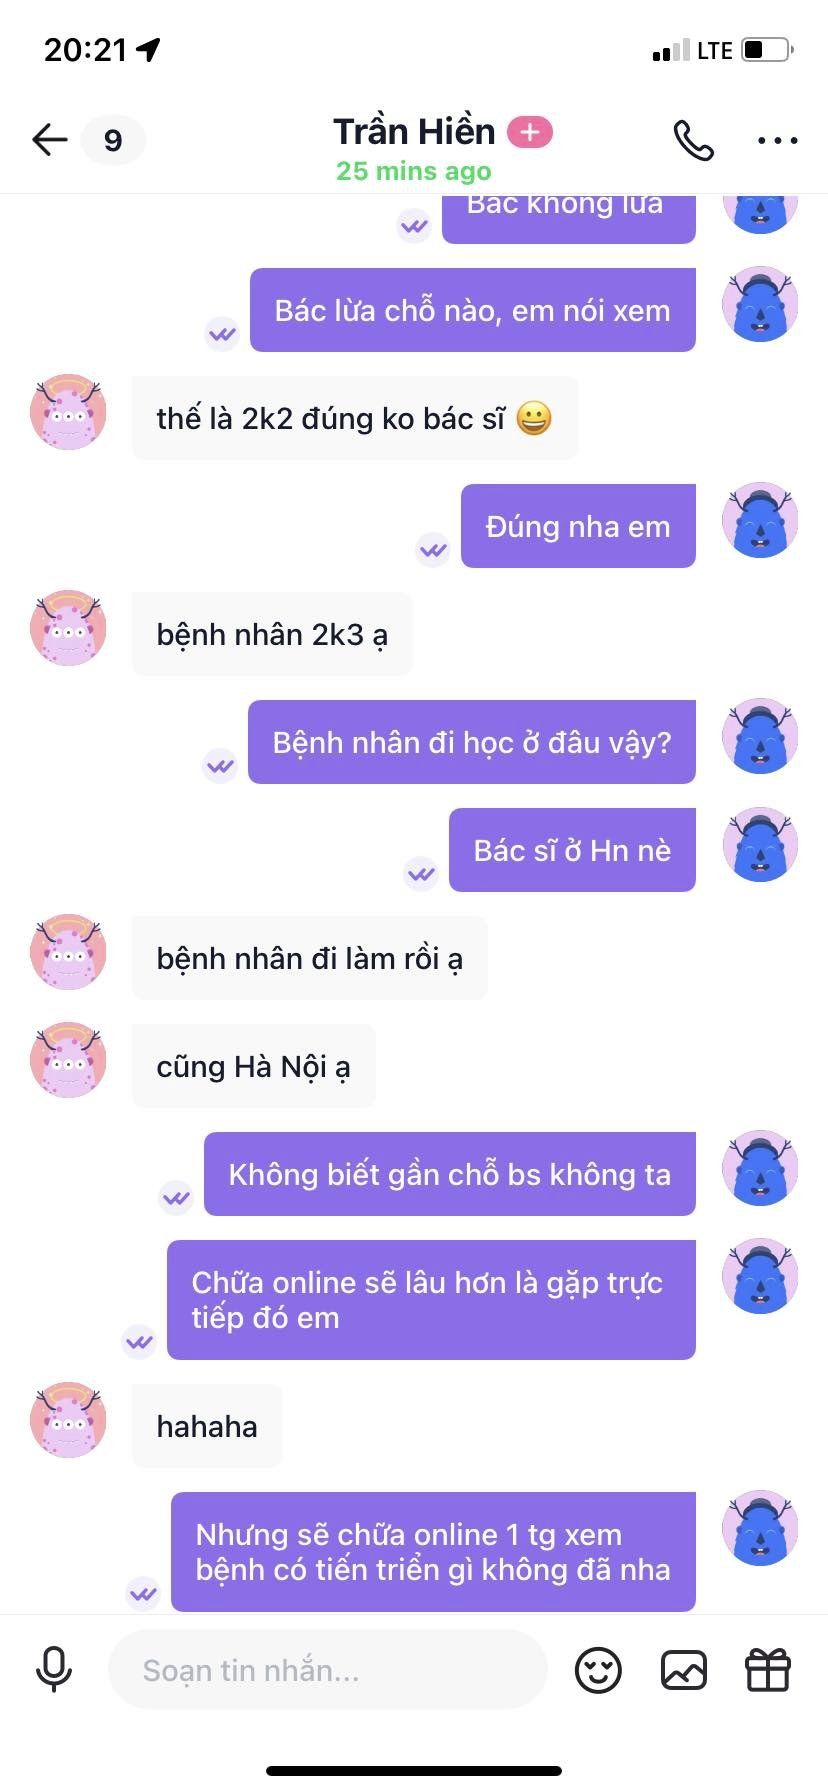 20:21
LTE
9
Trần Hiền
25 mins ago
Bác không lừa
Bác lừa chỗ nào, em nói xem
thế là 2k2 đúng ko bác sĩ 😀
Đúng nha em
bệnh nhân 2k3 ạ
Bệnh nhân đi học ở đâu vậy?
Bác sĩ ở Hn nè
bệnh nhân đi làm rồi ạ
cũng Hà Nội ạ
Không biết gần chỗ bs không ta
Chữa online sẽ lâu hơn là gặp trực
tiếp đó em
hahaha
Nhưng sẽ chữa online 1 tg xem
bệnh có tiến triển gì không đã nha
Soạn tin nhắn...